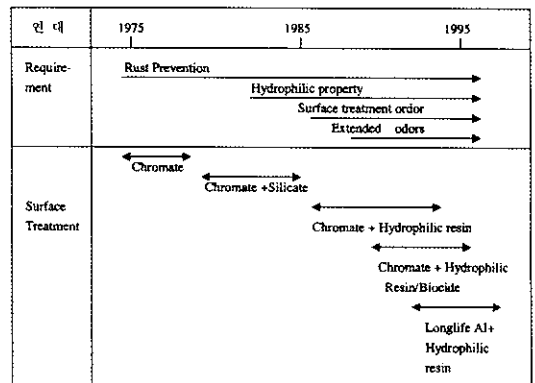 연 대 1975 1985 1995
Require-
ment
Rust Prevention
Hydrophilic property
Surface treatment ordor
Extended odors
Surface
Treatment
Chromate
Chromate +Silicate
Chromate + Hydrophilic resin
Chromate + Hydrophilic
Resin/Biocide
Longlife Al+
Hydrophilic
resin